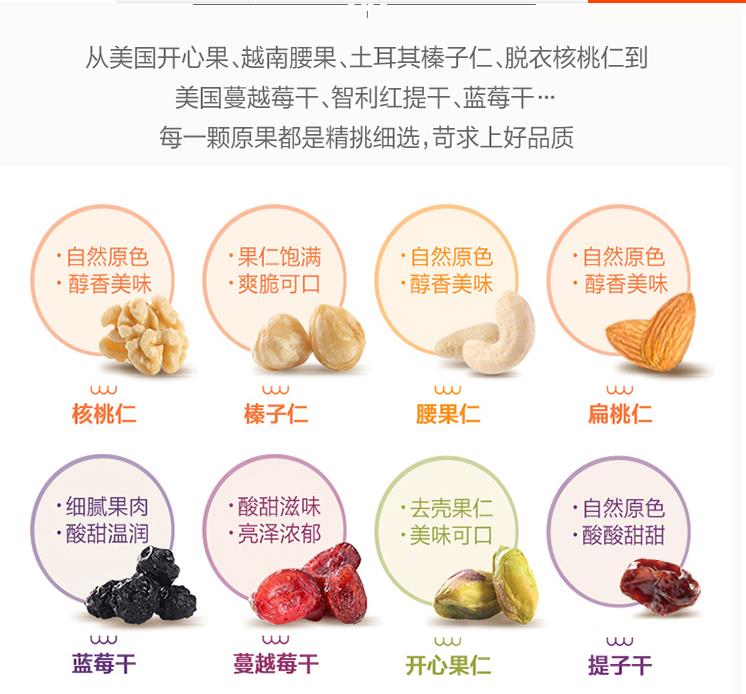 从美国开心果、越南腰果、土耳其榛子仁、脱衣核桃仁到
美国蔓越莓干、智利红提干、蓝莓干…
每一颗原果都是精挑细选,苛求上好品质
·自然原色
·醇香美味
核桃仁
·果仁饱满
·爽脆可口
榛子仁
·自然原色
·醇香美味
腰果仁
·自然原色
·醇香美味
扁桃仁
·细腻果肉
·酸甜温润
蓝莓干
·酸甜滋味
·亮泽浓郁
蔓越莓干
·去壳果仁
·美味可口
开心果仁
·自然原色
·酸酸甜甜
提子干